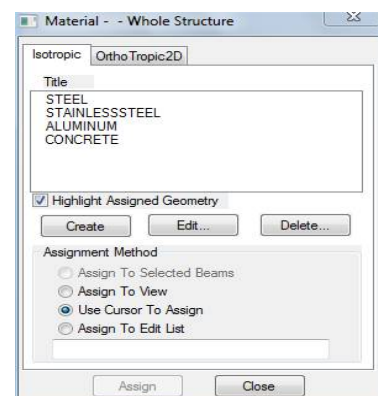 Material - - Whole Structure
Isotropic OrthoTropic2D
Title
STEEL
STAINLESSSTEEL
ALUMINUM
CONCRETE
Highlight Assigned Geometry
Create Edit... Delete...
Assignment Method
Assign To Selected Beams
Assign To View
Use Cursor To Assign
Assign To Edit List
Assign Close